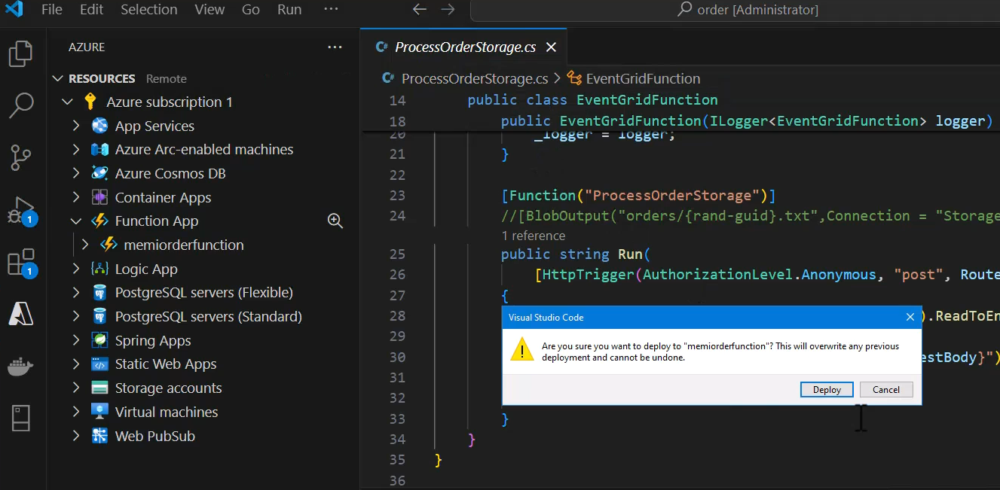 File Edit Selection View Go Run ··· order [Administrator]
AZURE ···
RESOURCES Remote
Azure subscription 1
App Services
Azure Arc-enabled machines
Azure Cosmos DB
Container Apps
Function App
memiorderfunction
Logic App
PostgreSQL servers (Flexible)
PostgreSQL servers (Standard)
Spring Apps
Static Web Apps
Storage accounts
Virtual machines
Web PubSub
1
1
C# ProcessOrderStorage.cs
C# ProcessOrderStorage.cs > EventGridFunction
14 public class EventGridFunction
18 public EventGridFunction(ILogger<EventGridFunction> logger)
20 _logger = logger;
21 }
22
23 [Function("ProcessOrderStorage")]
24 //[BlobOutput("orders/{rand-guid}.txt",Connection = "Storage
1 reference
25 public string Run(
26 [HttpTrigger(AuthorizationLevel.Anonymous, "post", Route
27 {
28 ).ReadToEn
29
30 estBody}")
31
32
33 }
34 }
35 }
36
Visual Studio Code
Are you sure you want to deploy to "memiorderfunction"? This will overwrite any previous
deployment and cannot be undone.
Deploy Cancel